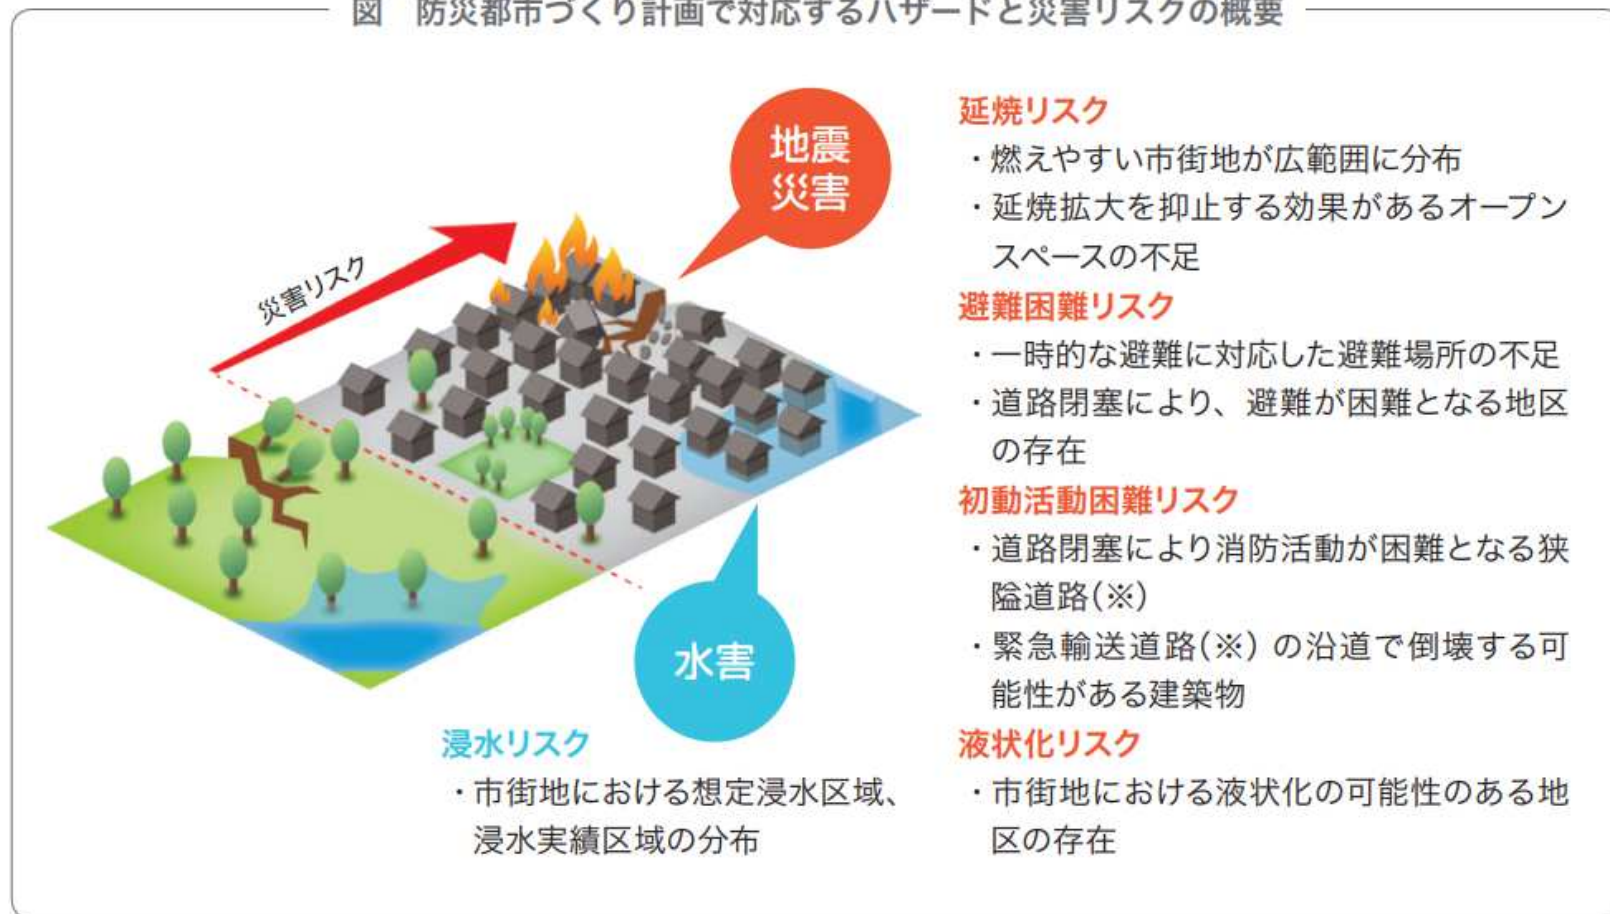 図 防災都市づくり計画で対応するハザードと災害リスクの概要
地震
災害
災害リスク
水害
延焼リスク
・燃えやすい市街地が広範囲に分布
・延焼拡大を抑止する効果があるオープン
スペースの不足
避難困難リスク
・一時的な避難に対応した避難場所の不足
・道路閉塞により、避難が困難となる地区
の存在
初動活動困難リスク
・道路閉塞により消防活動が困難となる狭
隘道路(※)
・緊急輸送道路(※) の沿道で倒壊する可
能性がある建築物
液状化リスク
・市街地における液状化の可能性のある地
区の存在
浸水リスク
・市街地における想定浸水区域、
浸水実績区域の分布